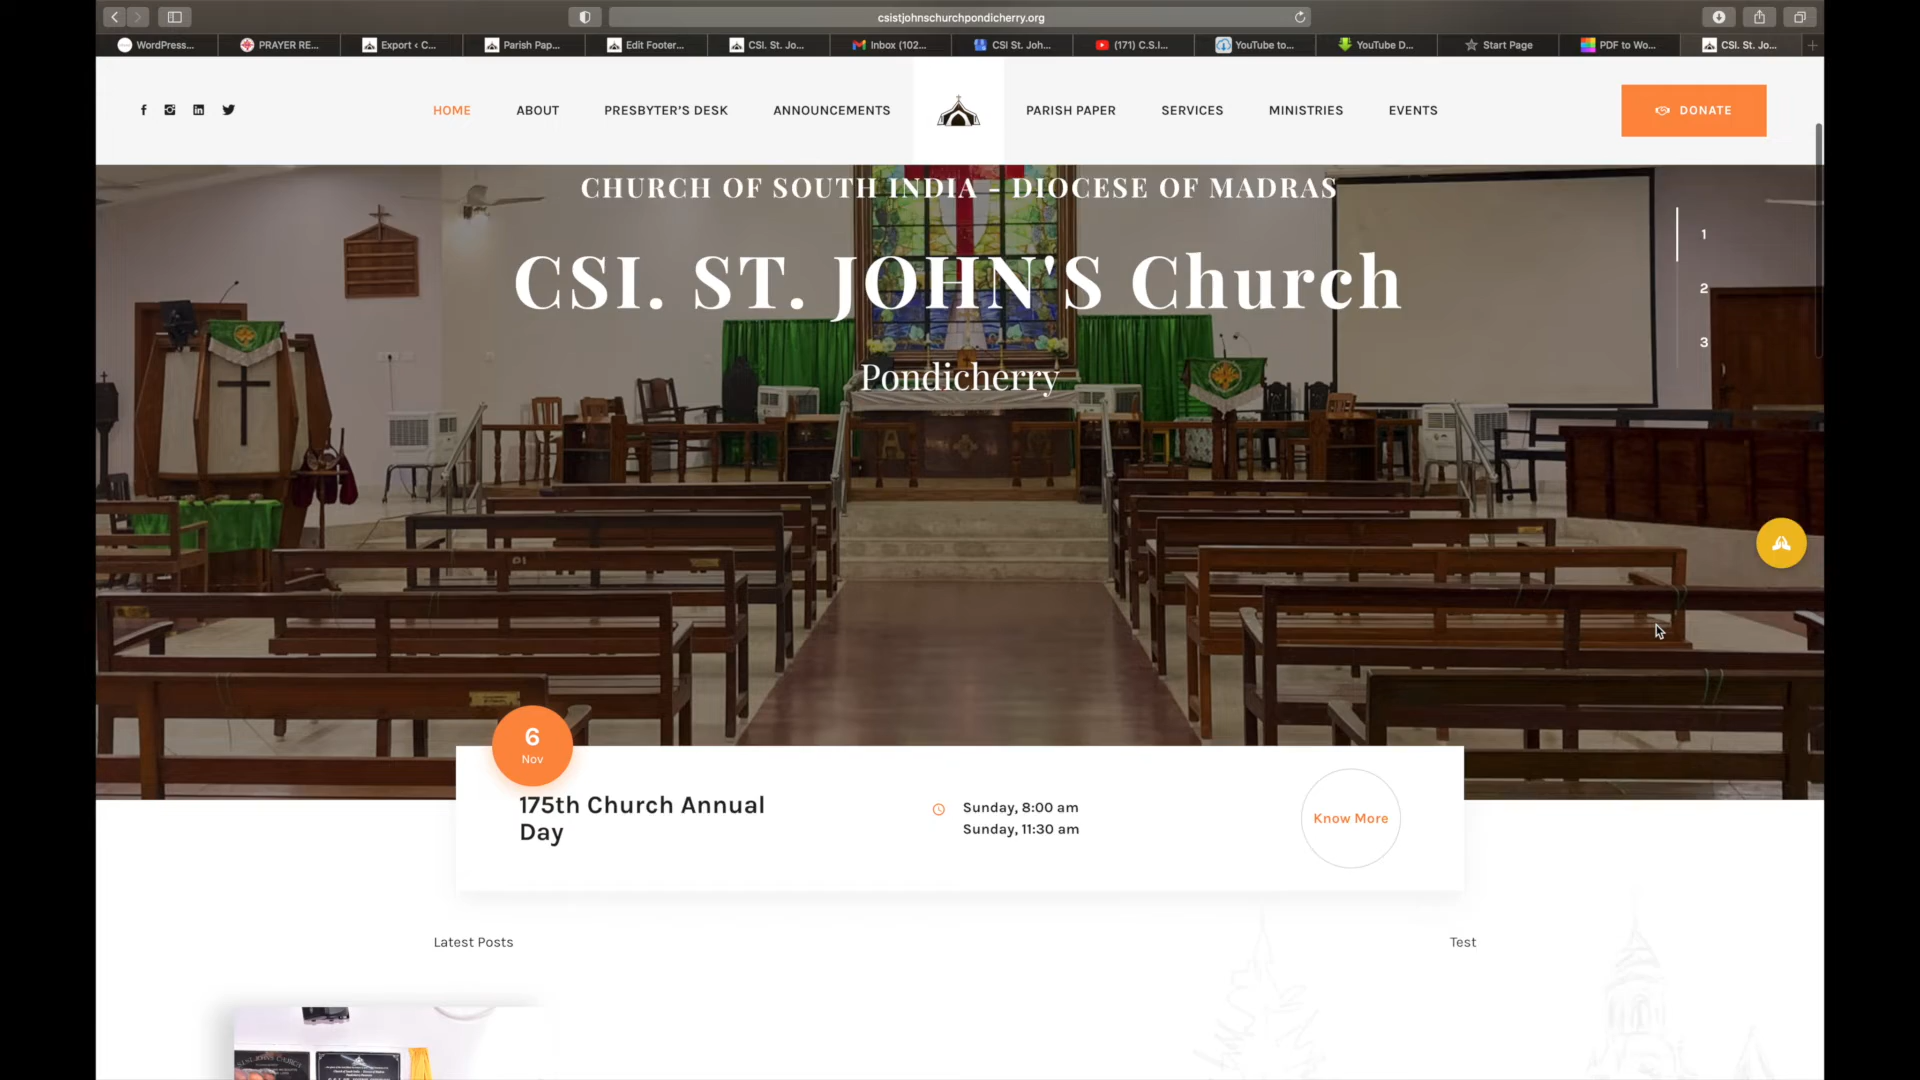 csistjohnschurchpondicherry.org
WordPress...
PRAYER RE...
Export ‹ C...
Parish Pap...
Edit Footer...
CSI. St. Jo...
Inbox (102...
CSI St. Joh...
(171) C.S.I...
YouTube to...
YouTube D...
Start Page
PDF to Wo...
CSI. St. Jo...
HOME
ABOUT
PRESBYTER'S DESK
ANNOUNCEMENTS
PARISH PAPER
SERVICES
MINISTRIES
EVENTS
DONATE
CHURCH OF SOUTH INDIA - DIOCESE OF MADRAS
CSI. ST. JOHN'S Church
Pondicherry
1
2
3
6
Nov
175th Church Annual
Day
Sunday, 8:00 am
Sunday, 11:30 am
Know More
Latest Posts
Test